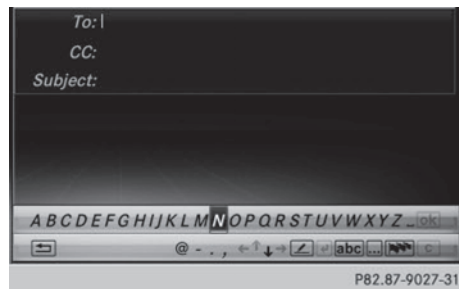 To:
CC:
Subject:
ABCDEFGHIJKLMNOPQRSTUVWXYZ_ ok
@ - . , ←↑↓→ abc ... C
P82.87-9027-31